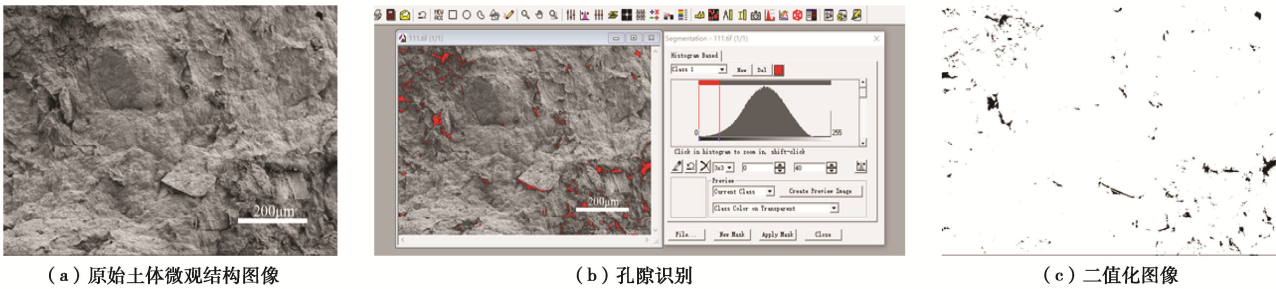 200μm
111.tif (1/1)
200μm
Segmentation - 111.tif (1/1)
Histogram Based
Class 1
New
Del
0
255
Click in histogram to zoom in, shift-click
3x3
0
40
Preview
Current Class
Create Preview Image
Class Color on Transparent
File...
New Mask
Apply Mask
Close
(a)原始土体微观结构图像
(b)孔隙识别
(c)二值化图像